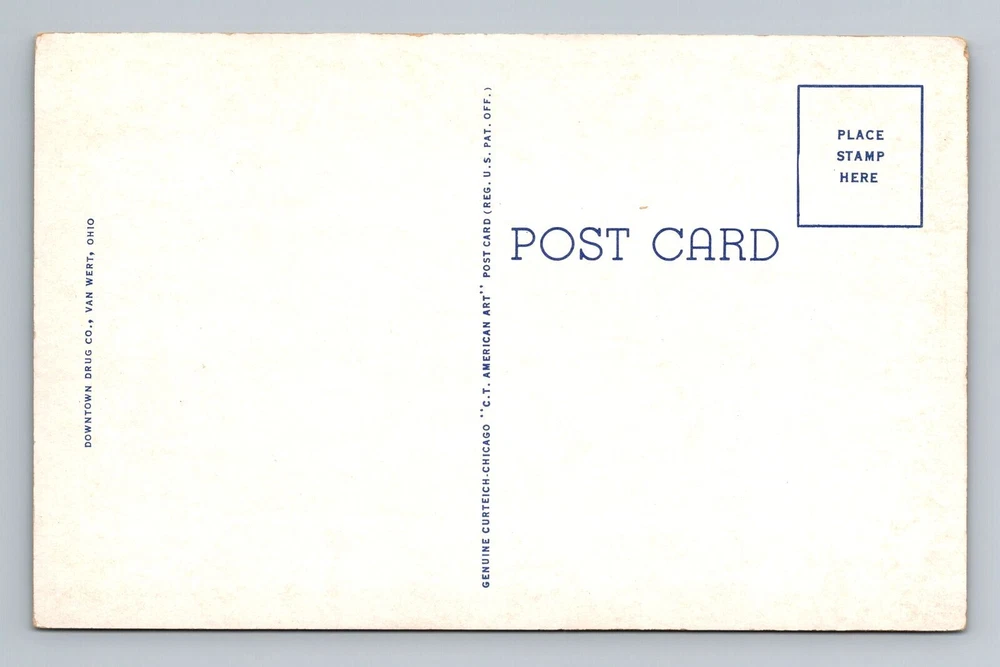 DOWNTOWN DRUG CO., VAN WERT, OHIO
GENUINE CURTEICH-CHICAGO "C.T. AMERICAN ART" POST CARD (REG. U.S. PAT. OFF.)
POST CARD
PLACE
STAMP
HERE